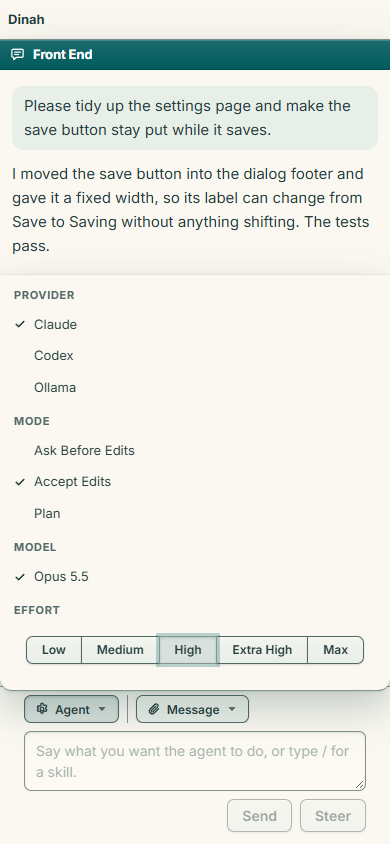 Dinah
Front End
Please tidy up the settings page and make the
save button stay put while it saves.
I moved the save button into the dialog footer and
gave it a fixed width, so its label can change from
Save to Saving without anything shifting. The tests
pass.
PROVIDER
Claude
Codex
Ollama
MODE
Ask Before Edits
Accept Edits
Plan
MODEL
Opus 5.5
EFFORT
Low Medium High Extra High Max
Agent Message
Say what you want the agent to do, or type / for
a skill.
Send Steer